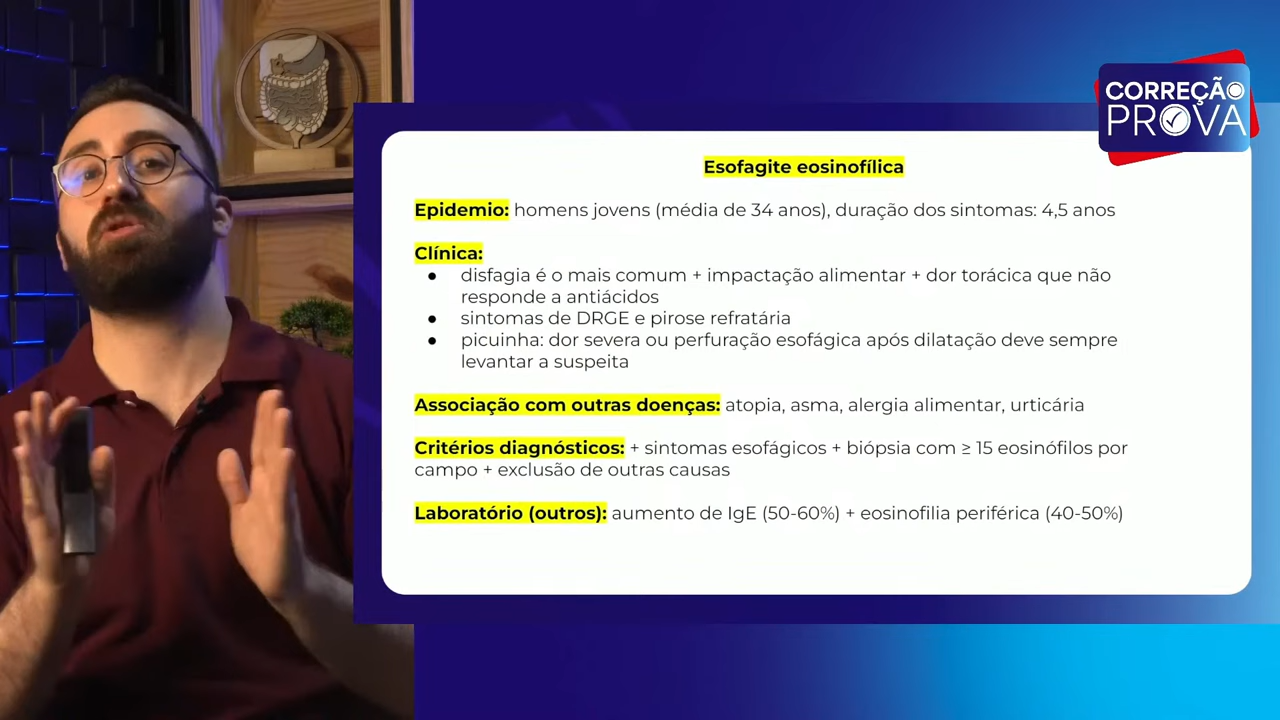 CORREÇÃO
PROVA
Esofagite eosinofílica
Epidemio: homens jovens (média de 34 anos), duração dos sintomas: 4,5 anos
Clínica:
● disfagia é o mais comum + impactação alimentar + dor torácica que não
responde a antiácidos
● sintomas de DRGE e pirose refratária
● picuinha: dor severa ou perfuração esofágica após dilatação deve sempre
levantar a suspeita
Associação com outras doenças: atopia, asma, alergia alimentar, urticária
Critérios diagnósticos: + sintomas esofágicos + biópsia com ≥ 15 eosinófilos por
campo + exclusão de outras causas
Laboratório (outros): aumento de IgE (50-60%) + eosinofilia periférica (40-50%)